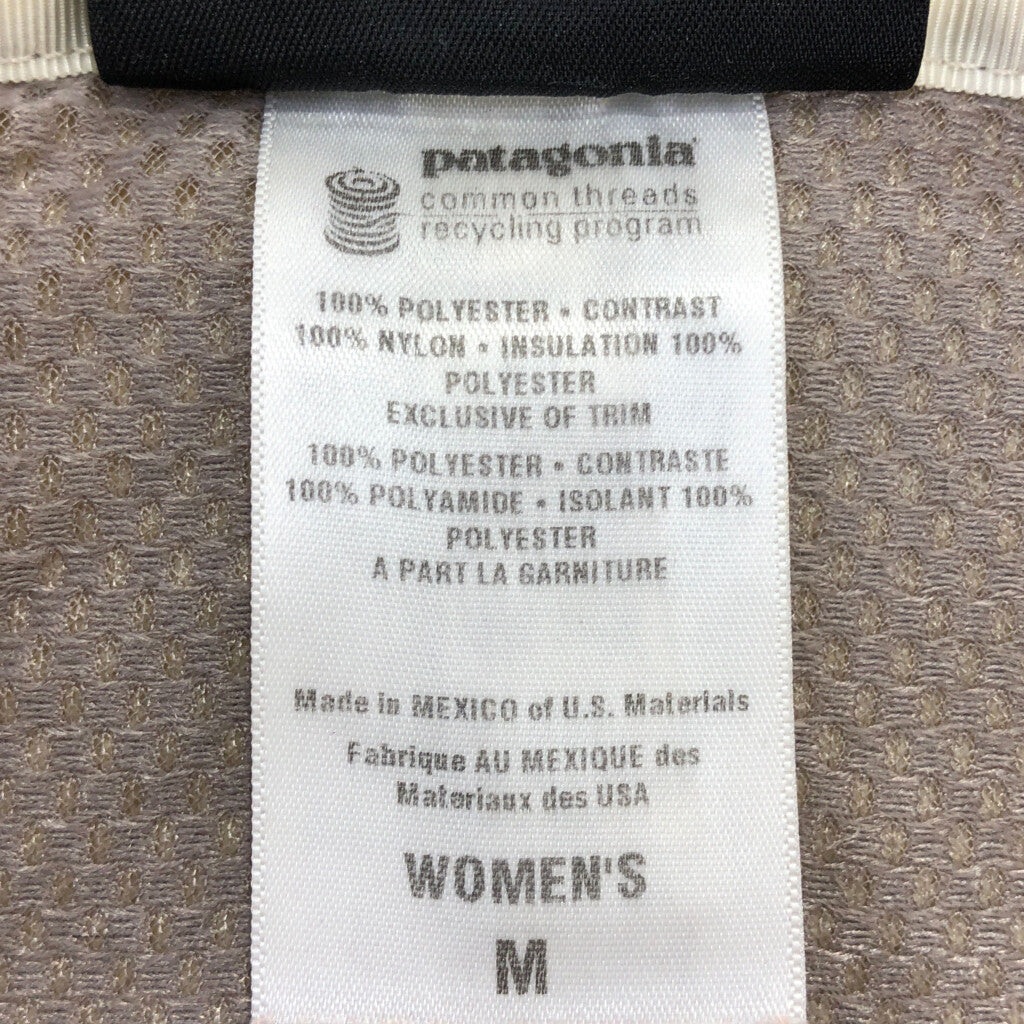 patagonia
common threads
recycling program
100% POLYESTER • CONTRAST
100% NYLON • INSULATION 100%
POLYESTER
EXCLUSIVE OF TRIM
100% POLYESTER • CONTRASTE
100% POLYAMIDE • ISOLANT 100%
POLYESTER
A PART LA GARNITURE
Made in MEXICO of U.S. Materials
Fabrique AU MEXIQUE des
Materiaux des USA
WOMEN'S
M